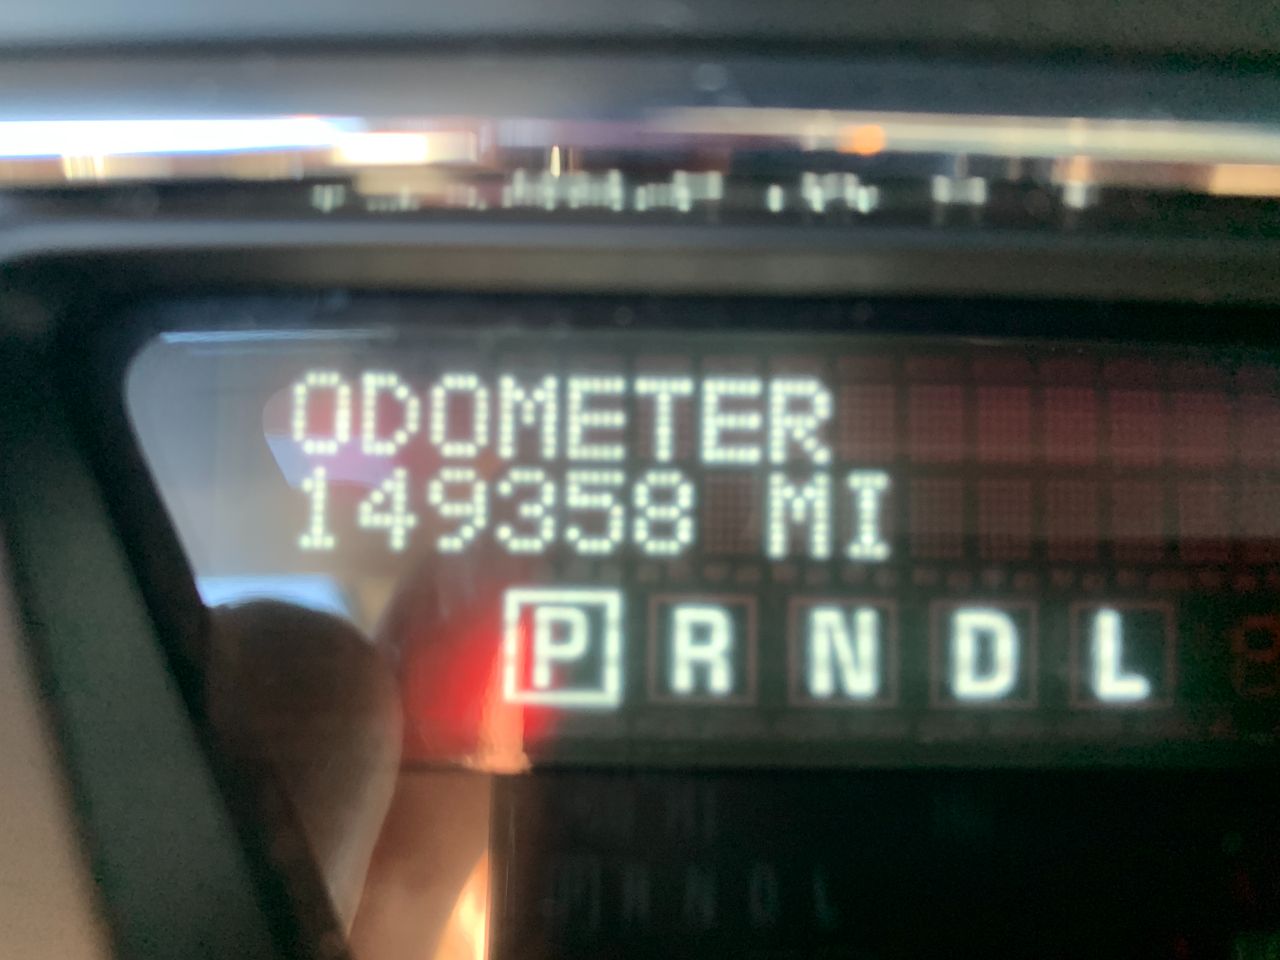 ODOMETER
149358 MI
P R N D L